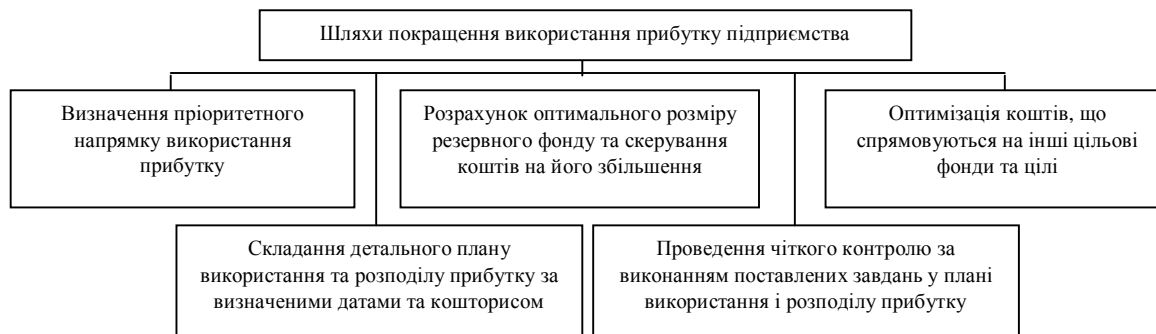 Шляхи покращення використання прибутку підприємства
Визначення пріоритетного
напрямку використання
прибутку
Розрахунок оптимального розміру
резервного фонду та скерування
коштів на його збільшення
Оптимізація коштів, що
спрямовуються на інші цільові
фонди та цілі
Складання детального плану
використання та розподілу прибутку за
визначеними датами та кошторисом
Проведення чіткого контролю за
виконанням поставлених завдань у плані
використання і розподілу прибутку